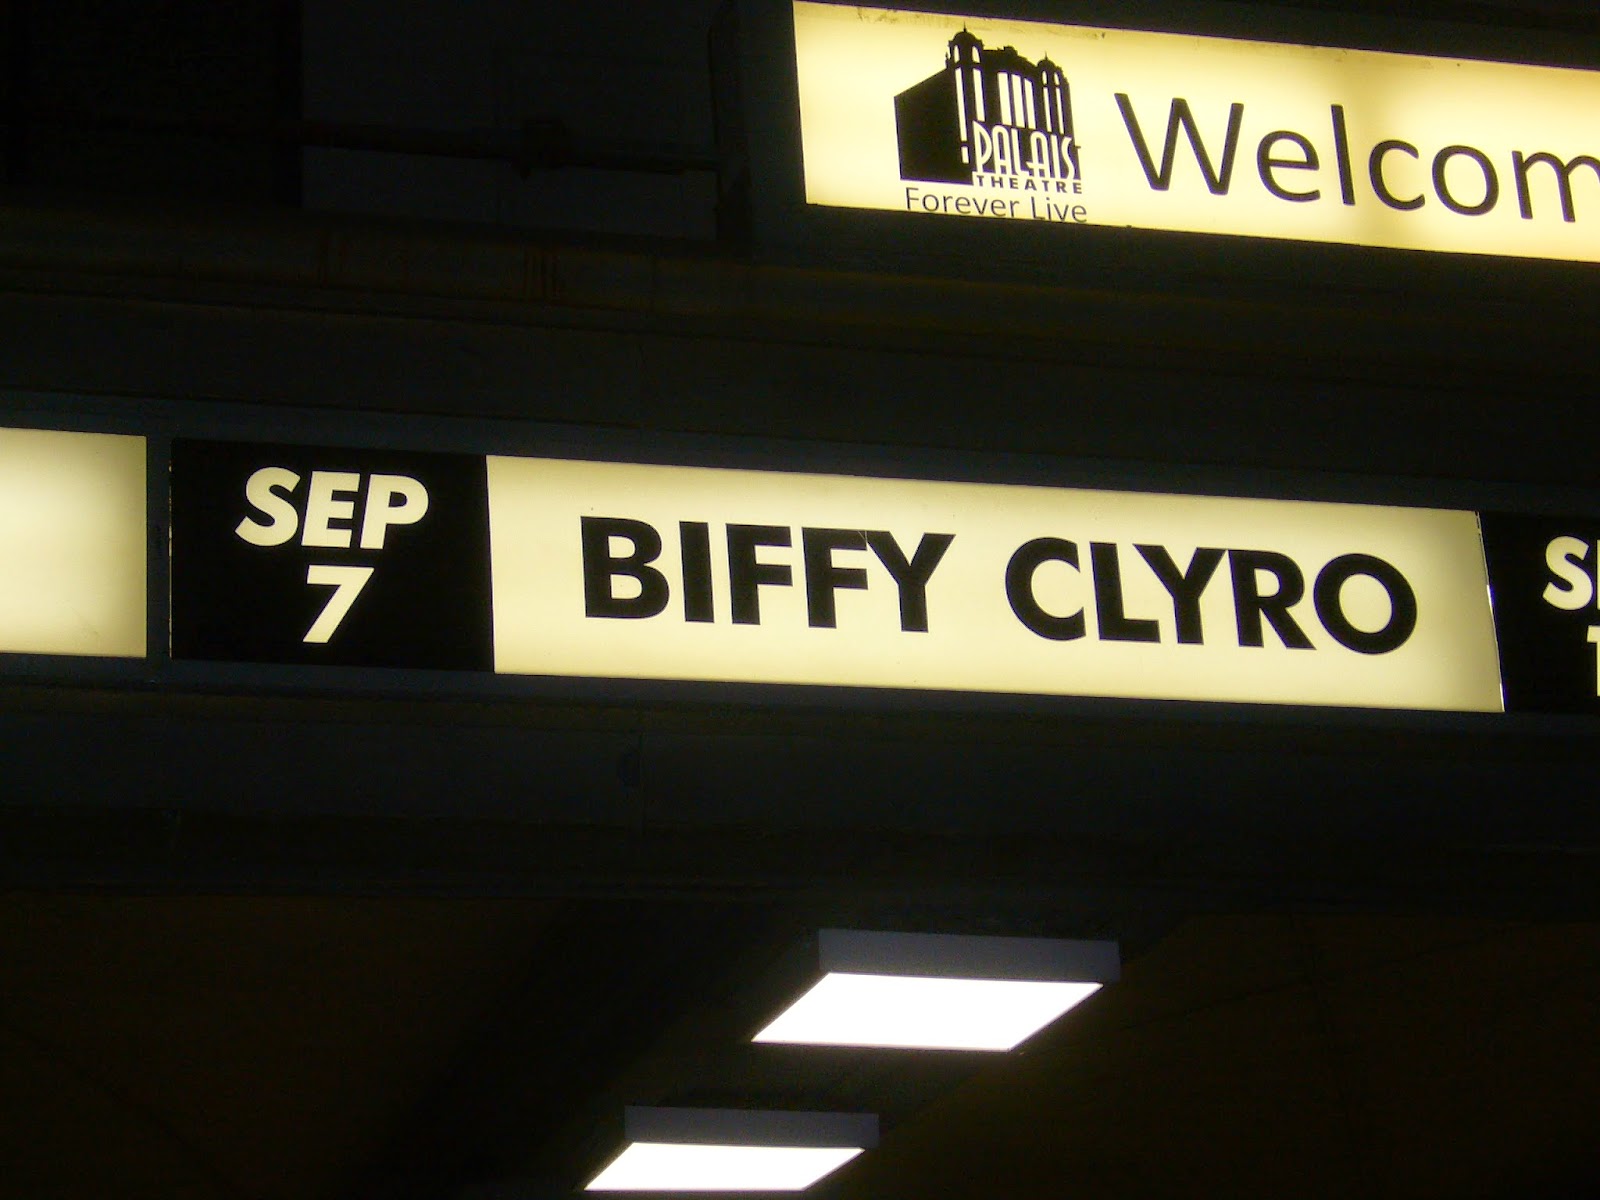 PALAIS
THEATRE
Forever Live
Welcom
SEP
7
BIFFY CLYRO